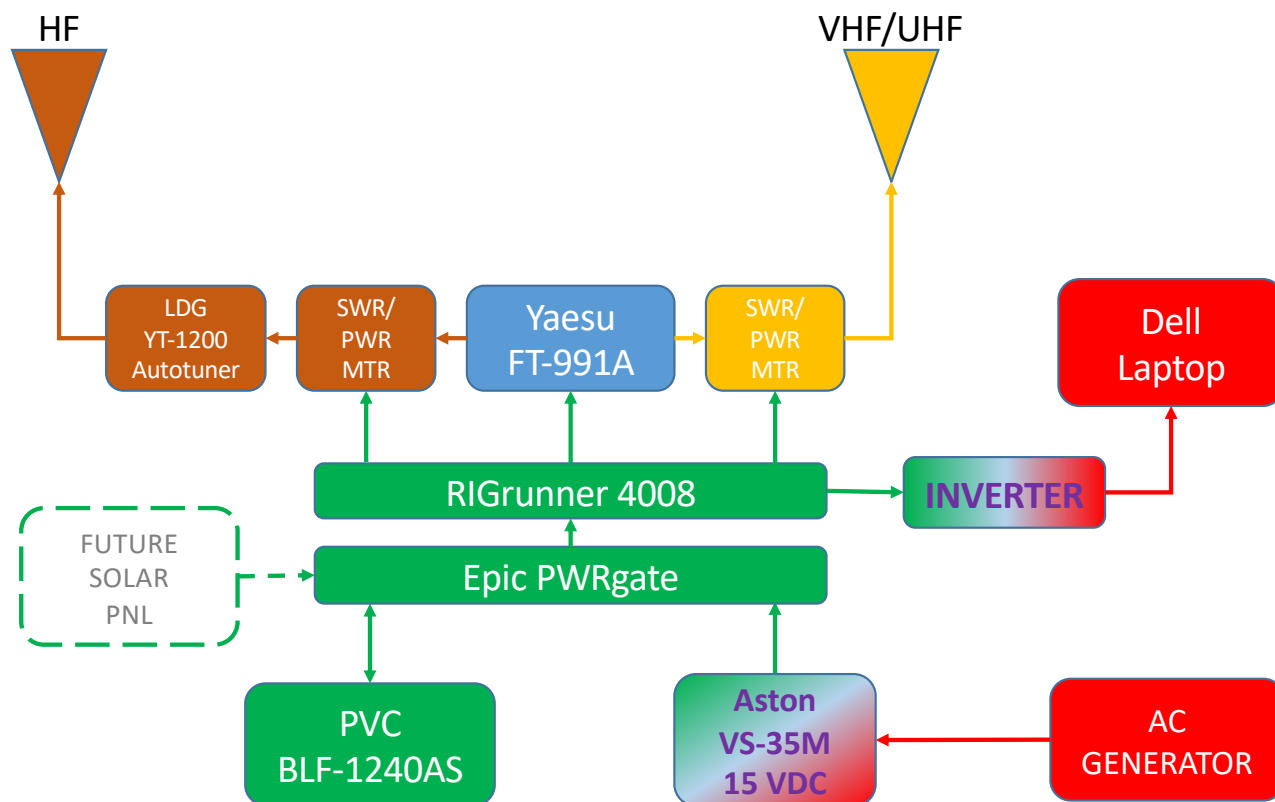 HF
VHF/UHF
LDG
YT-1200
Autotuner
SWR/
PWR
MTR
Yaesu
FT-991A
SWR/
PWR
MTR
Dell
Laptop
RIGrunner 4008
INVERTER
FUTURE
SOLAR
PNL
Epic PWRgate
PVC
BLF-1240AS
Aston
VS-35M
15 VDC
AC
GENERATOR